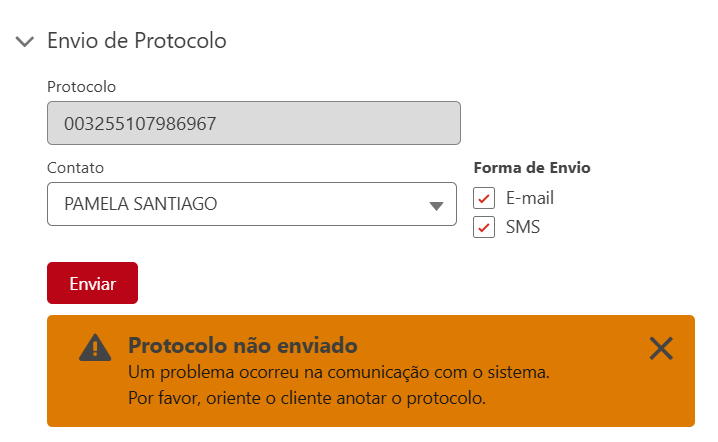 Envio de Protocolo
Protocolo
003255107986967
Contato
PAMELA SANTIAGO
Forma de Envio
E-mail
SMS
Enviar
Protocolo não enviado
Um problema ocorreu na comunicação com o sistema.
Por favor, oriente o cliente anotar o protocolo.